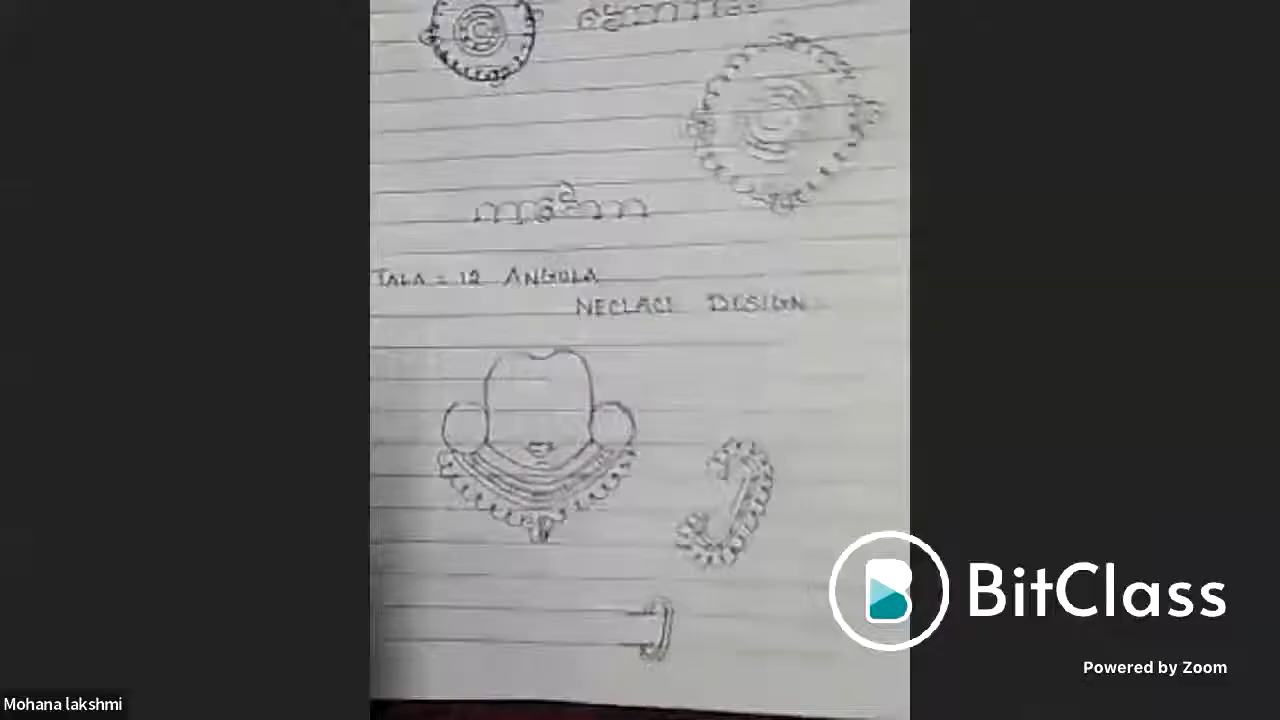 TALA = 12 ANGULA
NECLACE DESIGN
BitClass
Powered by Zoom
Mohana lakshmi